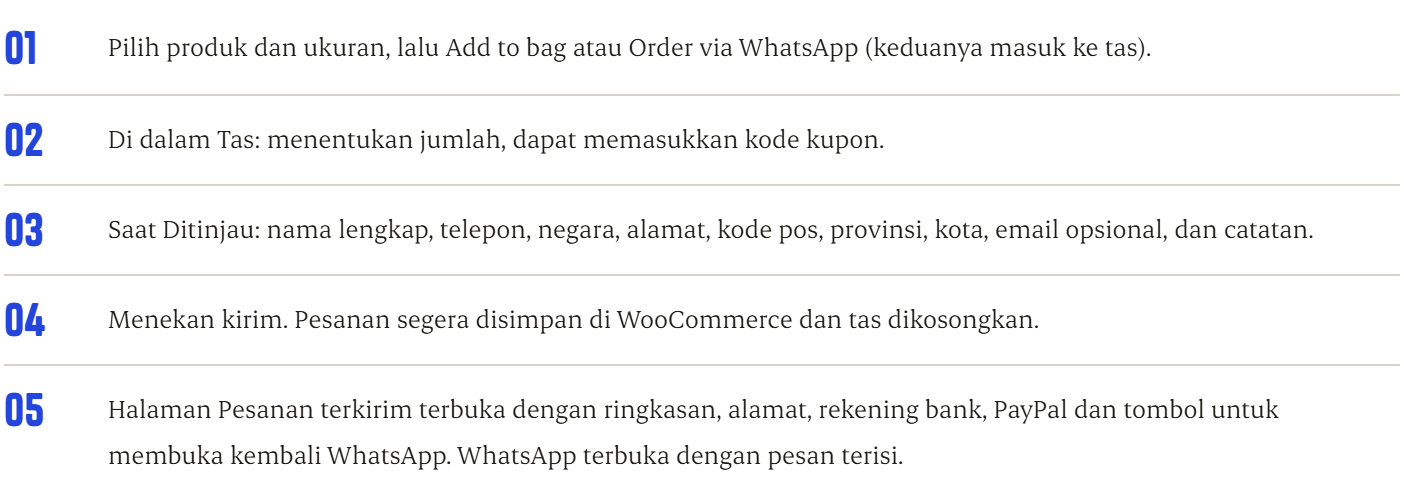 01 Pilih produk dan ukuran, lalu Add to bag atau Order via WhatsApp (keduanya masuk ke tas).
02 Di dalam Tas: menentukan jumlah, dapat memasukkan kode kupon.
03 Saat Ditinjau: nama lengkap, telepon, negara, alamat, kode pos, provinsi, kota, email opsional, dan catatan.
04 Menekan kirim. Pesanan segera disimpan di WooCommerce dan tas dikosongkan.
05 Halaman Pesanan terkirim terbuka dengan ringkasan, alamat, rekening bank, PayPal dan tombol untuk
membuka kembali WhatsApp. WhatsApp terbuka dengan pesan terisi.